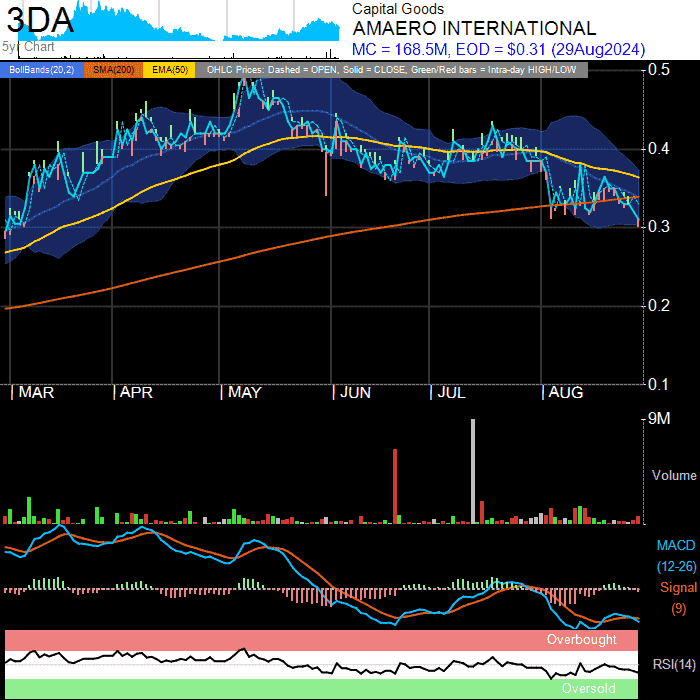 3DA
5yr Chart
Capital Goods
AMAERO INTERNATIONAL
MC = 168.5M, EOD = $0.31 (29Aug2024)
BollBands(20,2) SMA(200) EMA(50) OHLC Prices: Dashed = OPEN, Solid = CLOSE, Green/Red bars = Intra-day HIGH/LOW
0.5
0.4
0.3
0.2
0.1
MAR APR MAY JUN JUL AUG
9M
Volume
MACD
(12-26)
Signal
(9)
Overbought
RSI(14)
Oversold